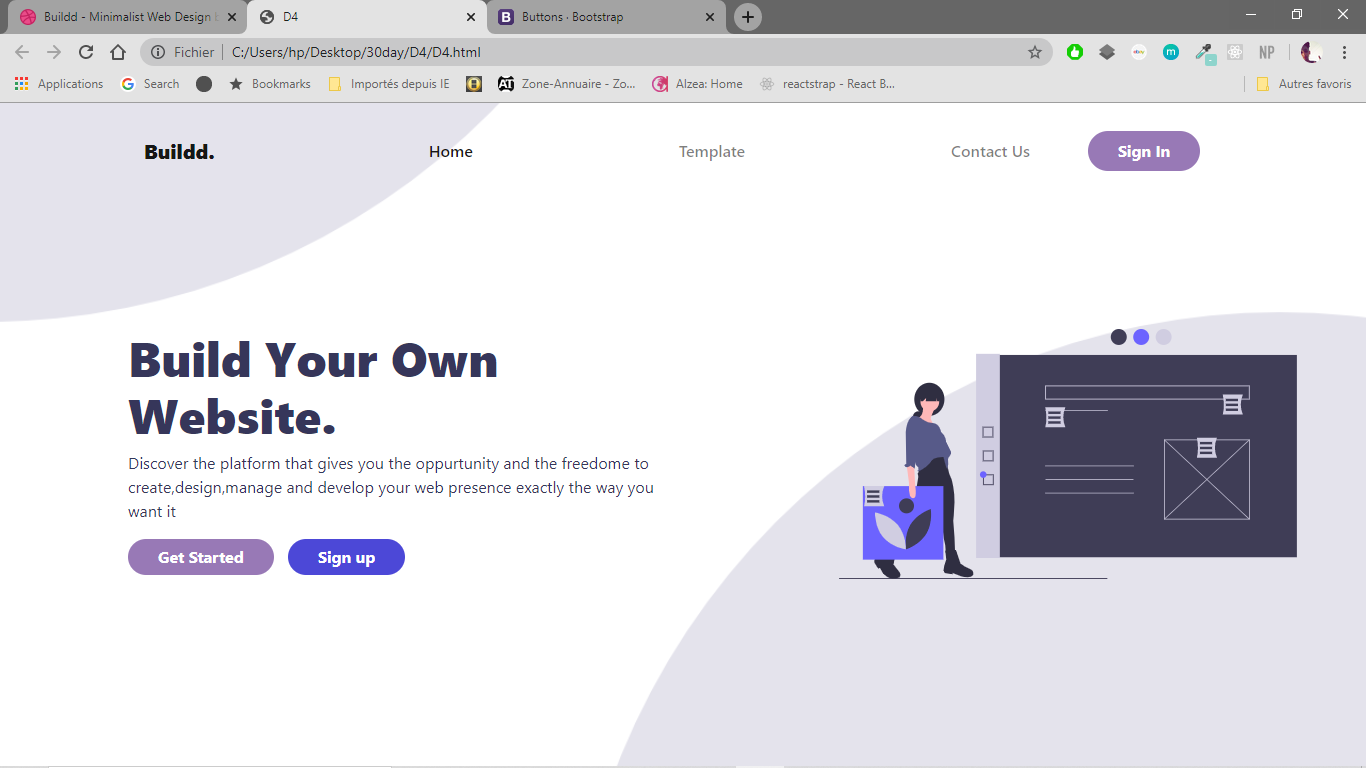 Buildd - Minimalist Web Design
D4
Buttons · Bootstrap
Fichier
C:/Users/hp/Desktop/30day/D4/D4.html
ebay
m
NP
Applications
G Search
Bookmarks
Importés depuis IE
AT Zone-Annuaire - Zo...
Alzea: Home
reactstrap - React B...
Autres favoris
Buildd.
Home
Template
Contact Us
Sign In
Build Your Own
Website.
Discover the platform that gives you the oppurtunity and the freedome to
create,design,manage and develop your web presence exactly the way you
want it
Get Started
Sign up